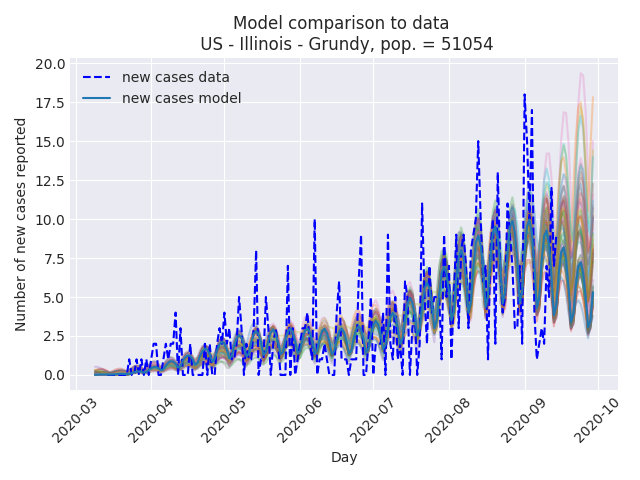 Model comparison to data
US - Illinois - Grundy, pop. = 51054
20.0
17.5
15.0
12.5
10.0
7.5
5.0
2.5
0.0
Number of new cases reported
new cases data
new cases model
2020-03
2020-04
2020-05
2020-06
2020-07
2020-08
2020-09
2020-10
Day